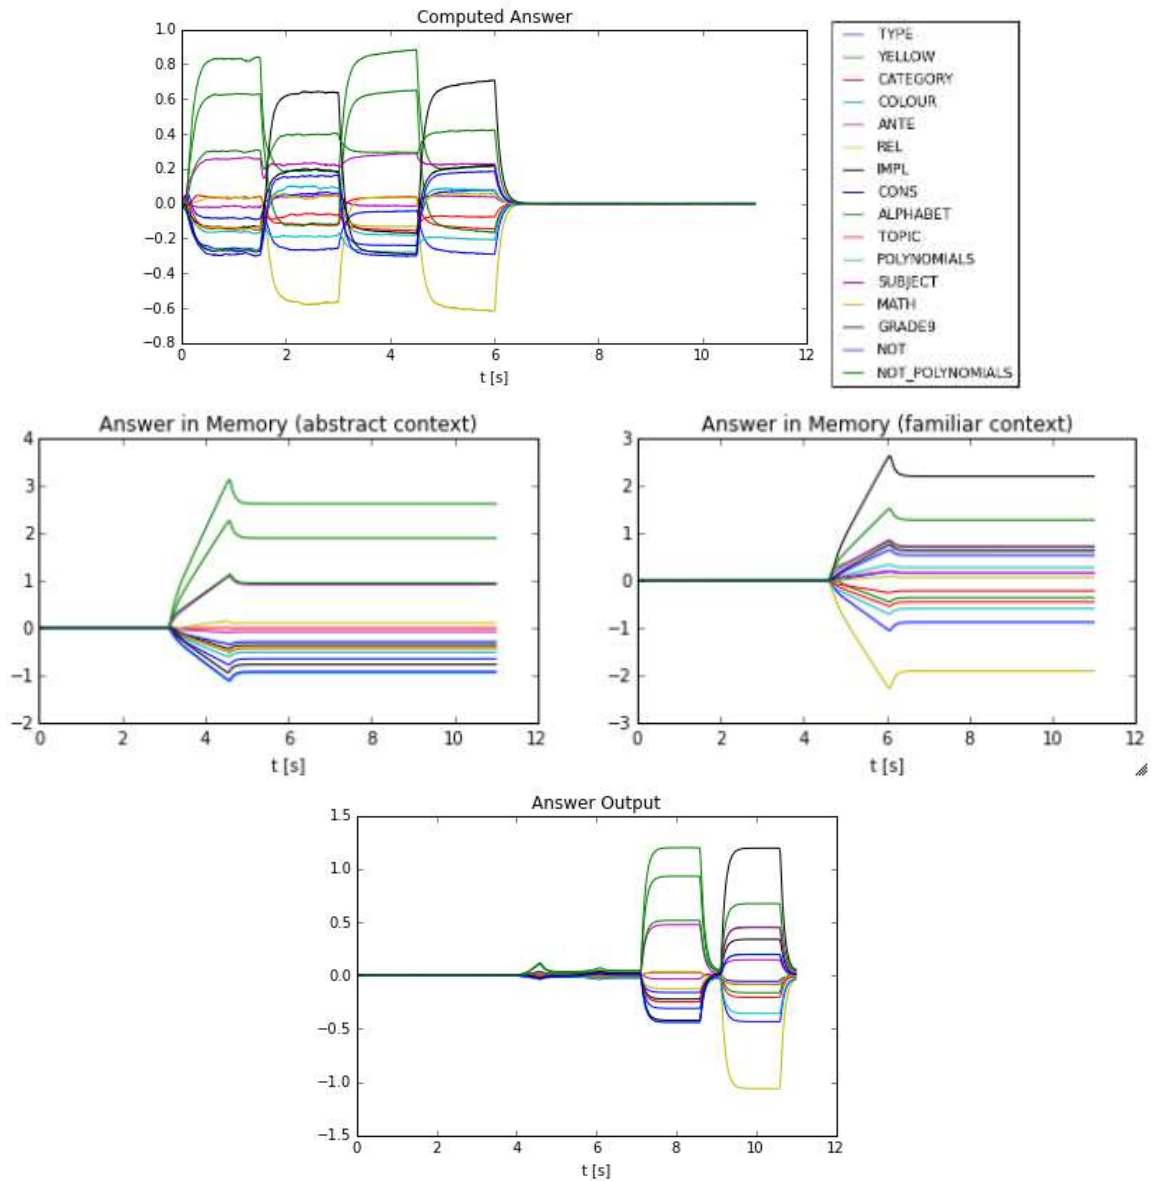 Computed Answer
1.0
0.8
0.6
0.4
0.2
0.0
−0.2
−0.4
−0.6
−0.8
0 2 4 6 8 10 12
t [s]
TYPE
YELLOW
CATEGORY
COLOUR
ANTE
REL
IMPL
CONS
ALPHABET
TOPIC
POLYNOMIALS
SUBJECT
MATH
GRADE9
NOT
NOT_POLYNOMIALS
Answer in Memory (abstract context)
4
3
2
1
0
−1
−2
0 2 4 6 8 10 12
t [s]
Answer in Memory (familiar context)
3
2
1
0
−1
−2
−3
0 2 4 6 8 10 12
t [s]
Answer Output
1.5
1.0
0.5
0.0
−0.5
−1.0
−1.5
0 2 4 6 8 10 12
t [s]